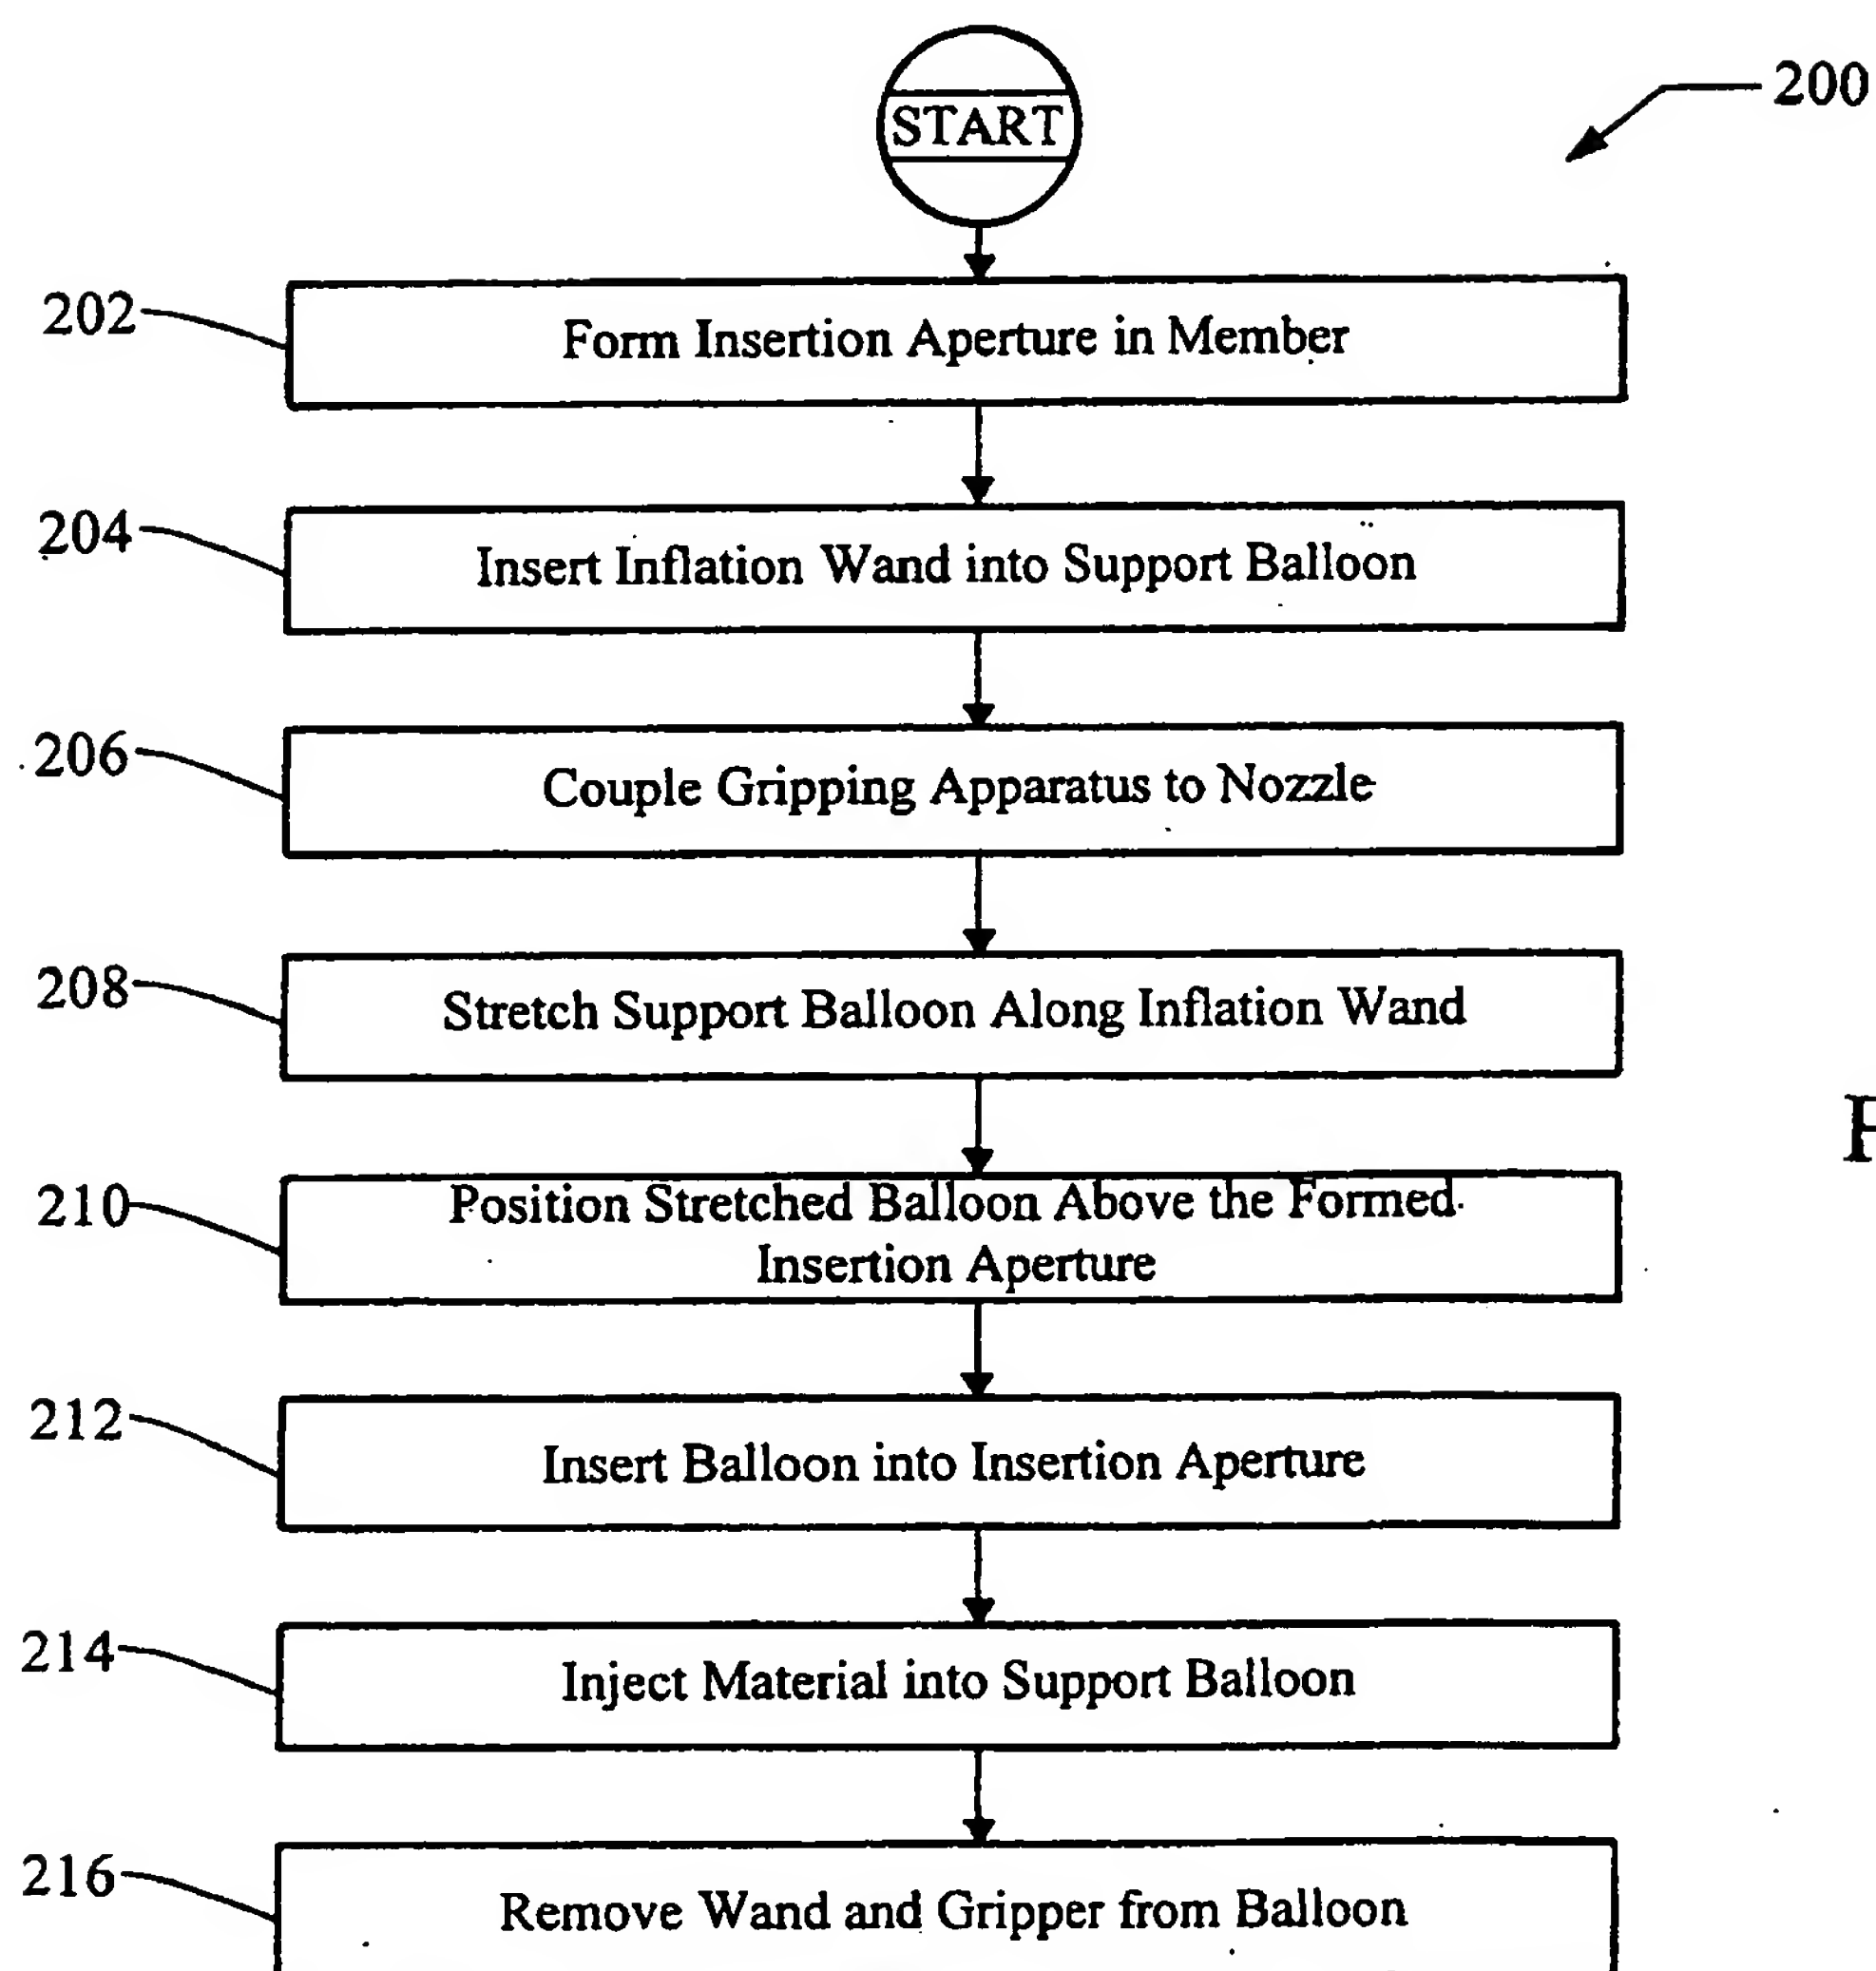 START
200
202
Form Insertion Aperture in Member
204
Insert Inflation Wand into Support Balloon
206
Couple Gripping Apparatus to Nozzle
208
Stretch Support Balloon Along Inflation Wand
210
Position Stretched Balloon Above the Formed
Insertion Aperture
212
Insert Balloon into Insertion Aperture
214
Inject Material into Support Balloon
216
Remove Wand and Gripper from Balloon